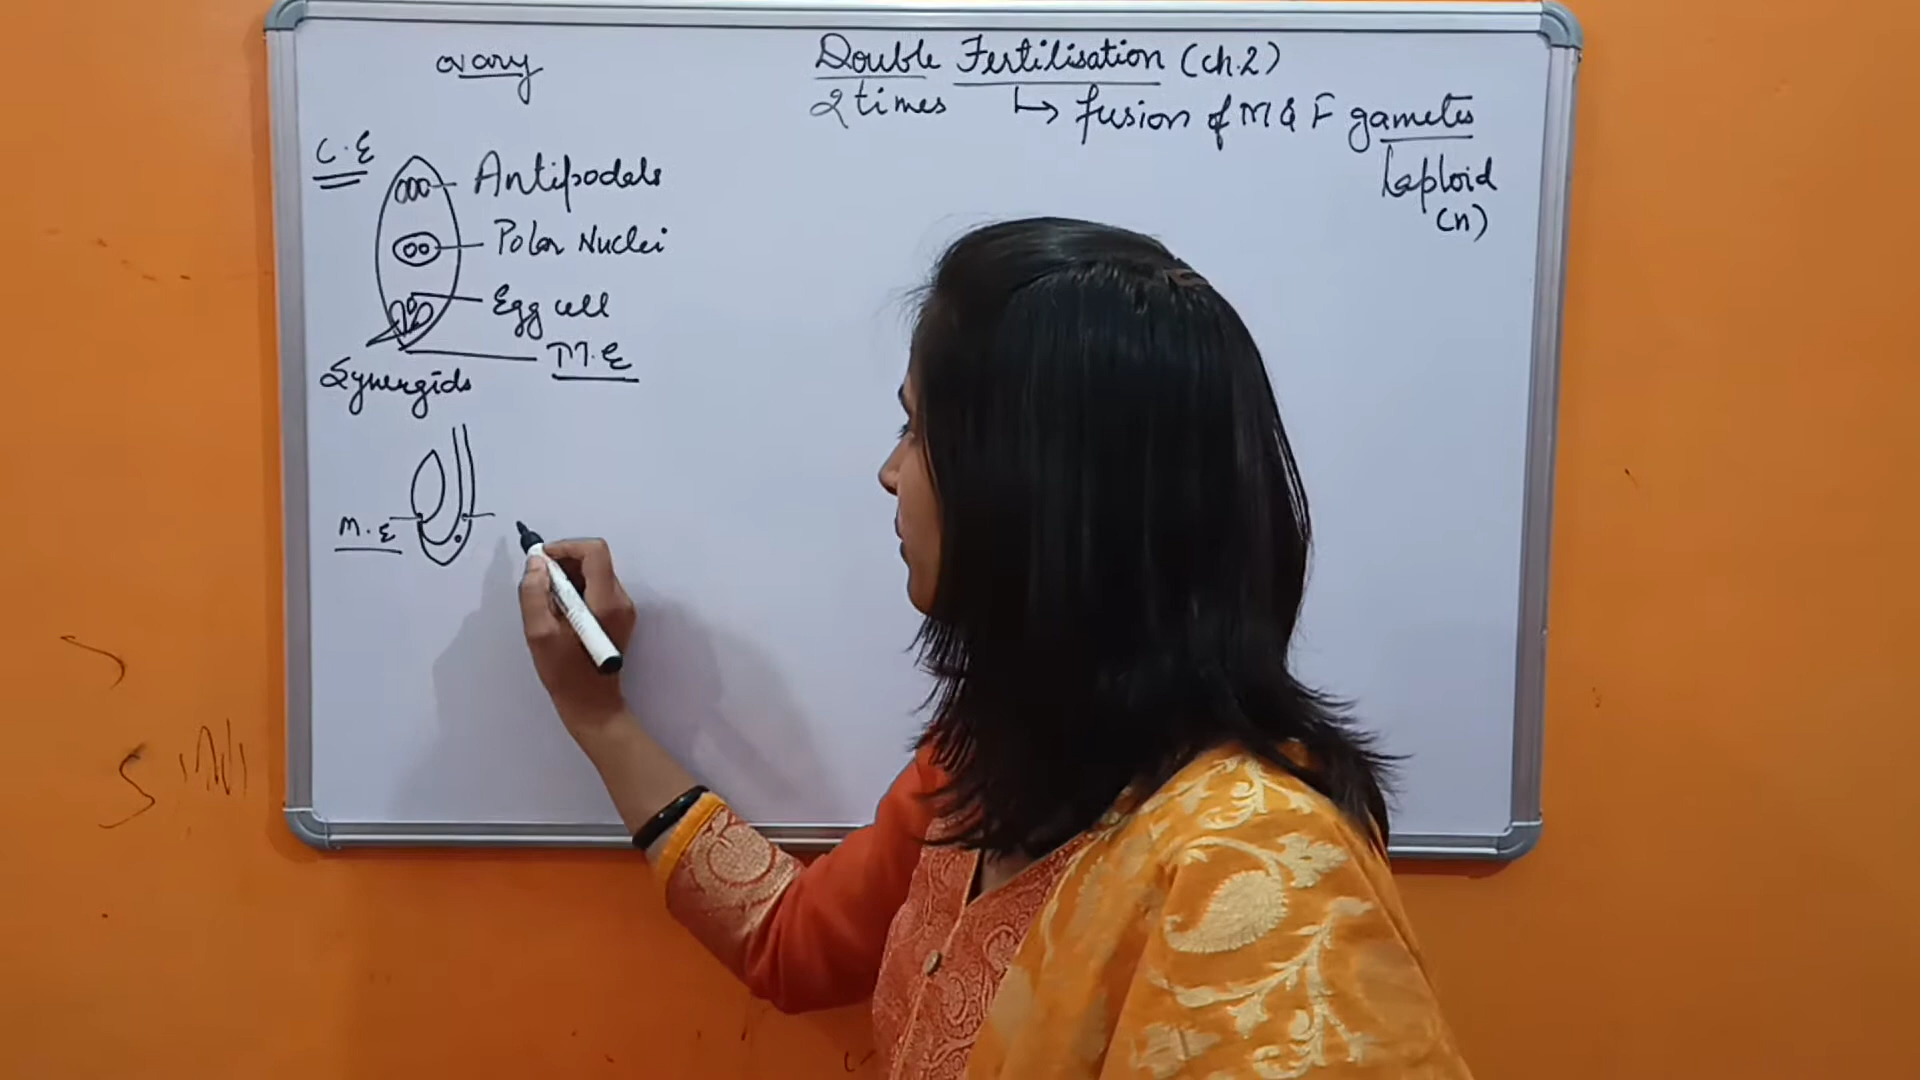 ovary
Double Fertilisation (ch.2)
2 times ↳ fusion of M & F gametes
haploid
(n)
C.E
Antipodals
Polar Nuclei
Egg cell
M.E
Synergids
M.E